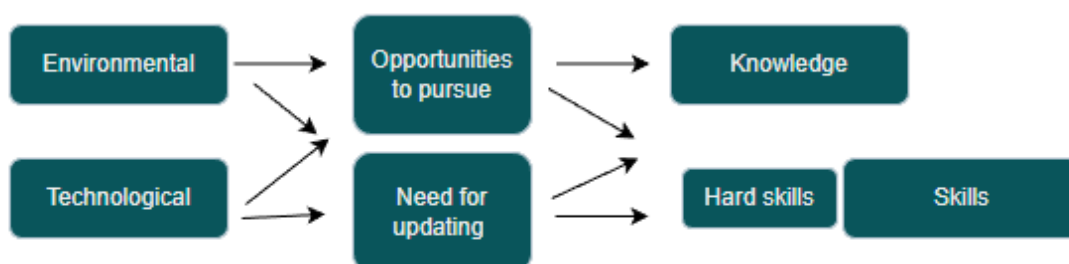 Environmental
Opportunities
to pursue
Knowledge
Technological
Need for
updating
Hard skills
Skills